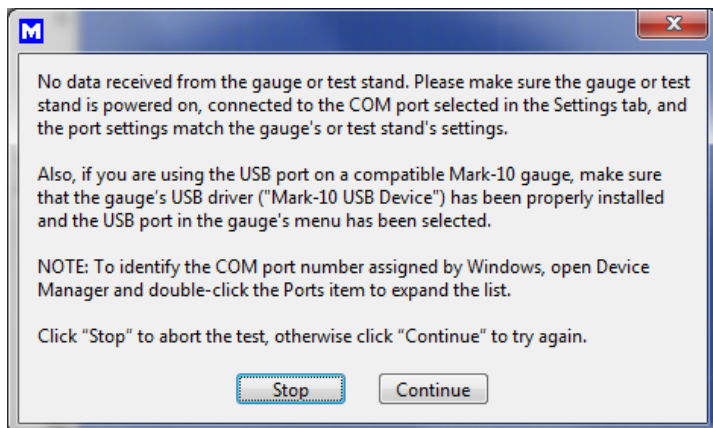 M
x
No data received from the gauge or test stand. Please make sure the gauge or test
stand is powered on, connected to the COM port selected in the Settings tab, and
the port settings match the gauge's or test stand's settings.
Also, if you are using the USB port on a compatible Mark-10 gauge, make sure
that the gauge’s USB driver ("Mark-10 USB Device") has been properly installed
and the USB port in the gauge's menu has been selected.
NOTE: To identify the COM port number assigned by Windows, open Device
Manager and double-click the Ports item to expand the list.
Click “Stop” to abort the test, otherwise click “Continue” to try again.
Stop
Continue